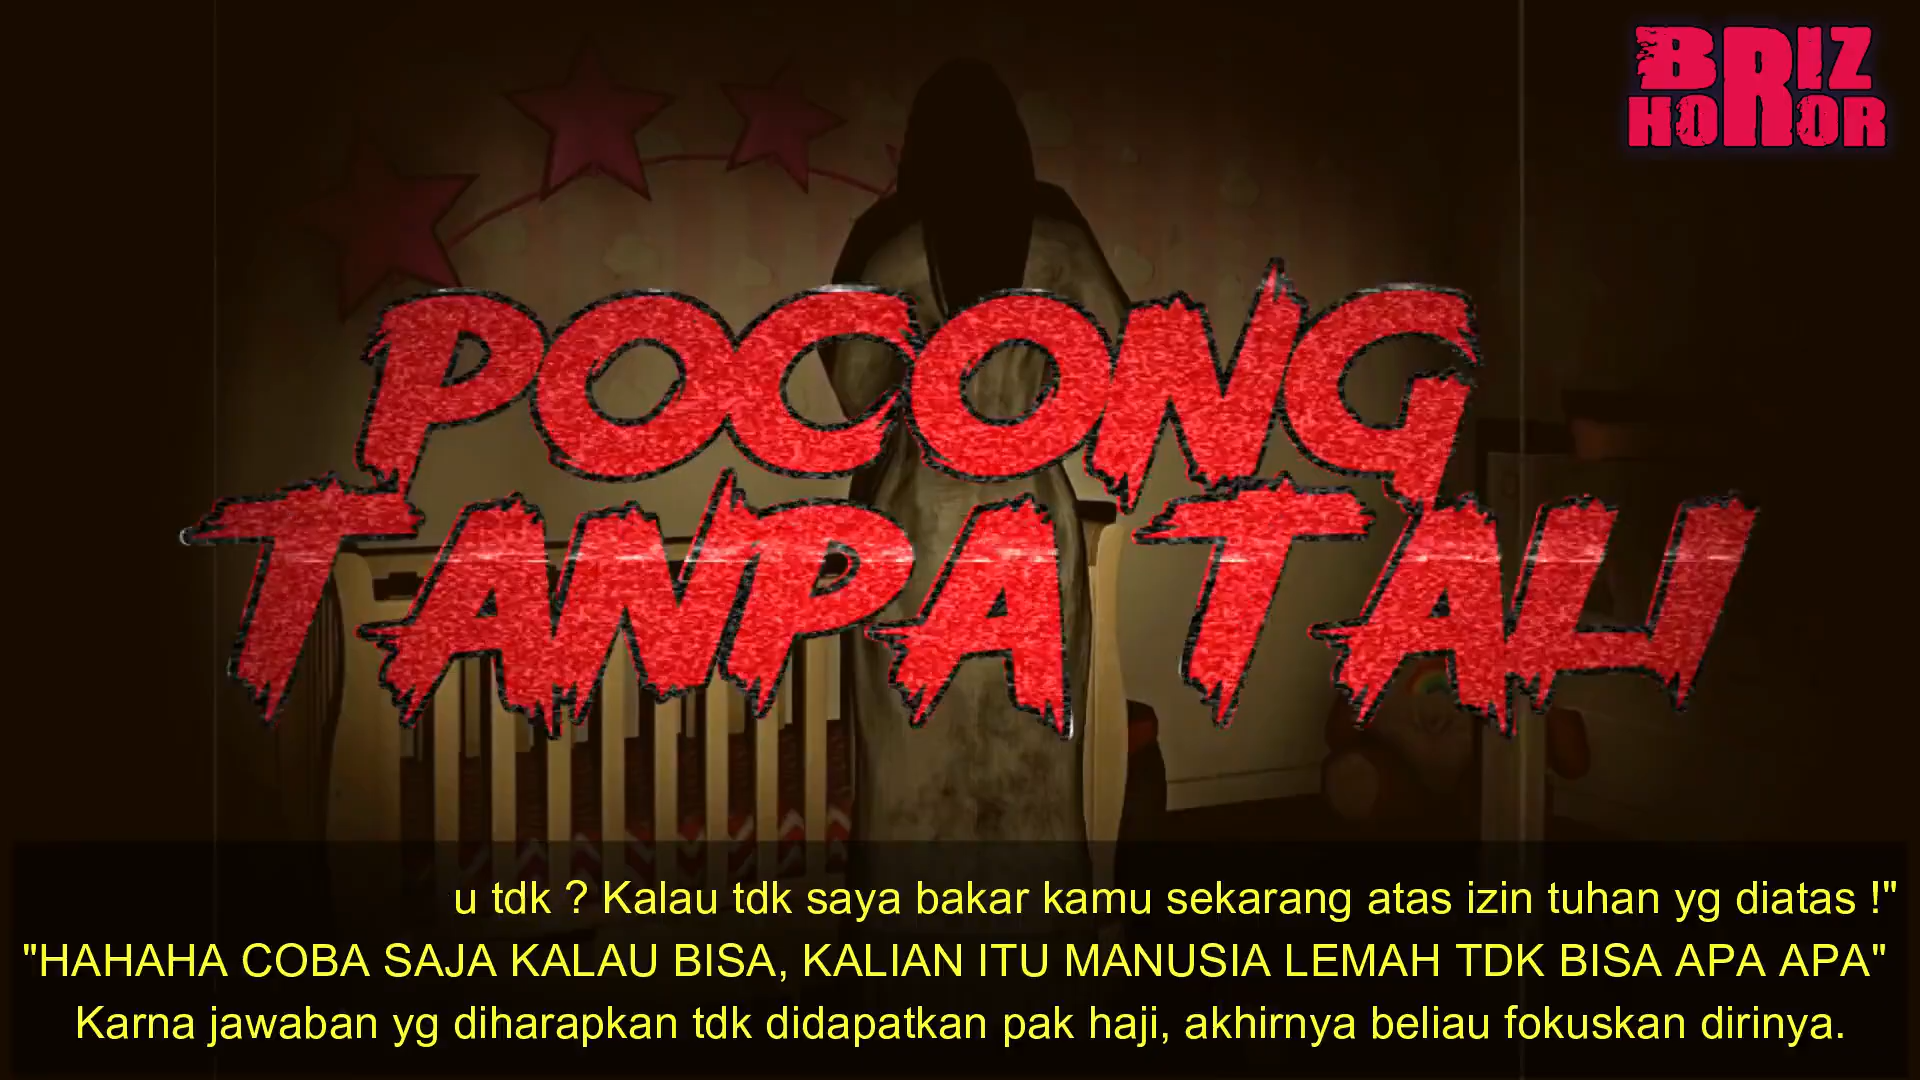 BRIZ
HOROR
POCONG
TANPA TALI
u tdk ? Kalau tdk saya bakar kamu sekarang atas izin tuhan yg diatas !"
"HAHAHA COBA SAJA KALAU BISA, KALIAN ITU MANUSIA LEMAH TDK BISA APA APA"
Karna jawaban yg diharapkan tdk didapatkan pak haji, akhirnya beliau fokuskan dirinya.